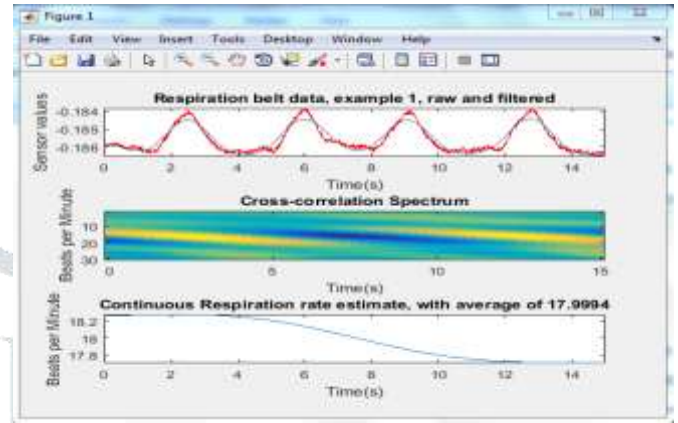 Figure 1
File Edit View Insert Tools Desktop Window Help
Respiration belt data, example 1, raw and filtered
Sensor values
-0.184
-0.185
-0.186
0 2 4 6 8 10 12 14
Time(s)
Cross-correlation Spectrum
Beats per Minute
10
20
30
0 5 10 15
Time(s)
Continuous Respiration rate estimate, with average of 17.9994
Beats per Minute
18.2
18
17.8
0 2 4 6 8 10 12 14
Time(s)